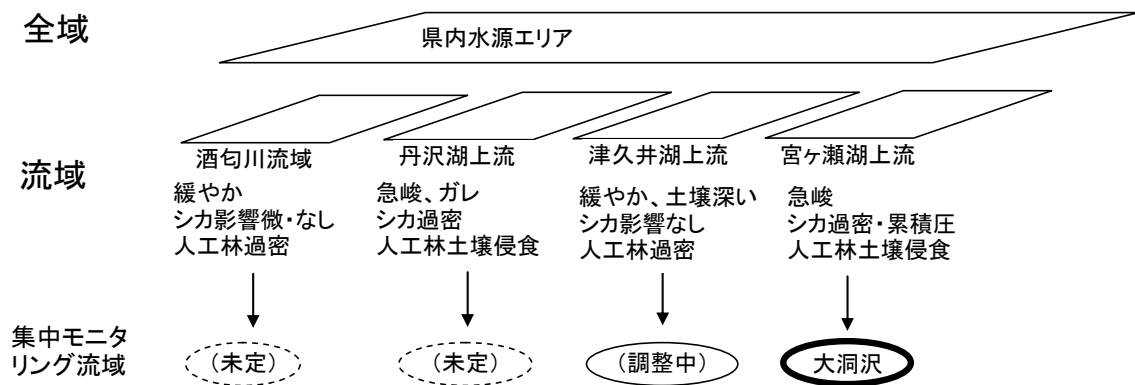 全域
県内水源エリア
流域
酒匂川流域
緩やか
シカ影響微・なし
人工林過密
丹沢湖上流
急峻、ガレ
シカ過密
人工林土壌侵食
津久井湖上流
緩やか、土壌深い
シカ影響なし
人工林過密
宮ヶ瀬湖上流
急峻
シカ過密・累積圧
人工林土壌侵食
集中モニタ
リング流域
（未定）
（未定）
（調整中）
大洞沢